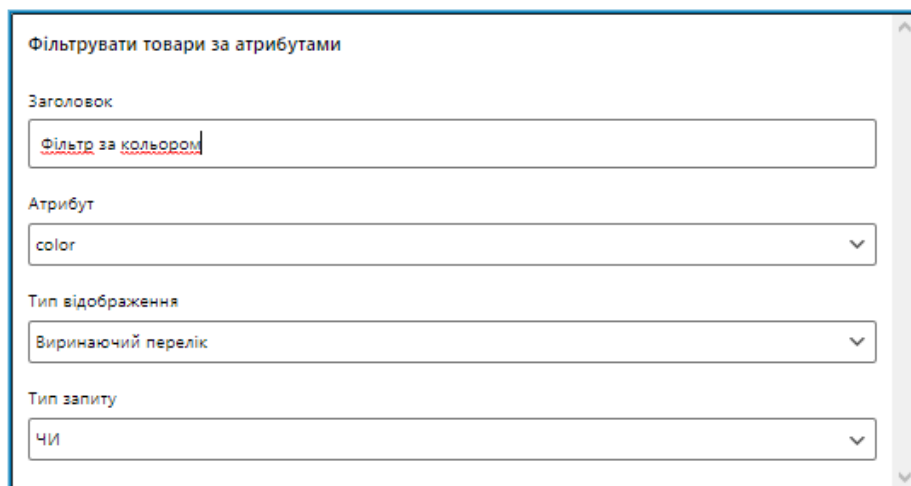 Фільтрувати товари за атрибутами
Заголовок
Фільтр за кольором
Атрибут
color
Тип відображення
Виринаючий перелік
Тип запиту
ЧИ